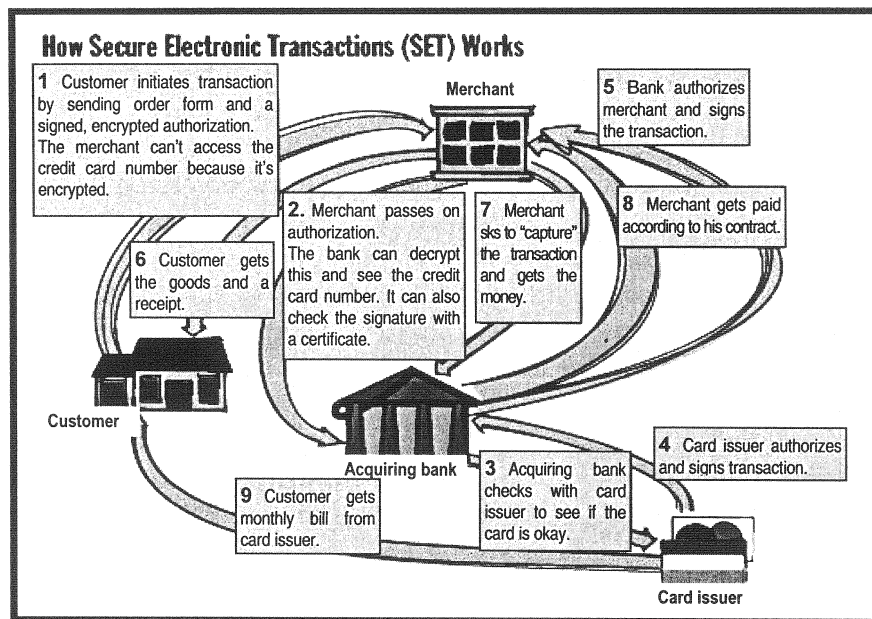 How Secure Electronic Transactions (SET) Works
1 Customer initiates transaction
by sending order form and a
signed, encrypted authorization.
The merchant can't access the
credit card number because it's
encrypted.
Merchant
5 Bank authorizes
merchant and signs
the transaction.
2. Merchant passes on
authorization.
The bank can decrypt
this and see the credit
card number. It can also
check the signature with
a certificate.
7 Merchant
sks to "capture"
the transaction
and gets the
money.
8 Merchant gets paid
according to his contract.
6 Customer gets
the goods and a
receipt.
Customer
Acquiring bank
3 Acquiring bank
checks with card
issuer to see if the
card is okay.
4 Card issuer authorizes
and signs transaction.
9 Customer gets
monthly bill from
card issuer.
Card issuer